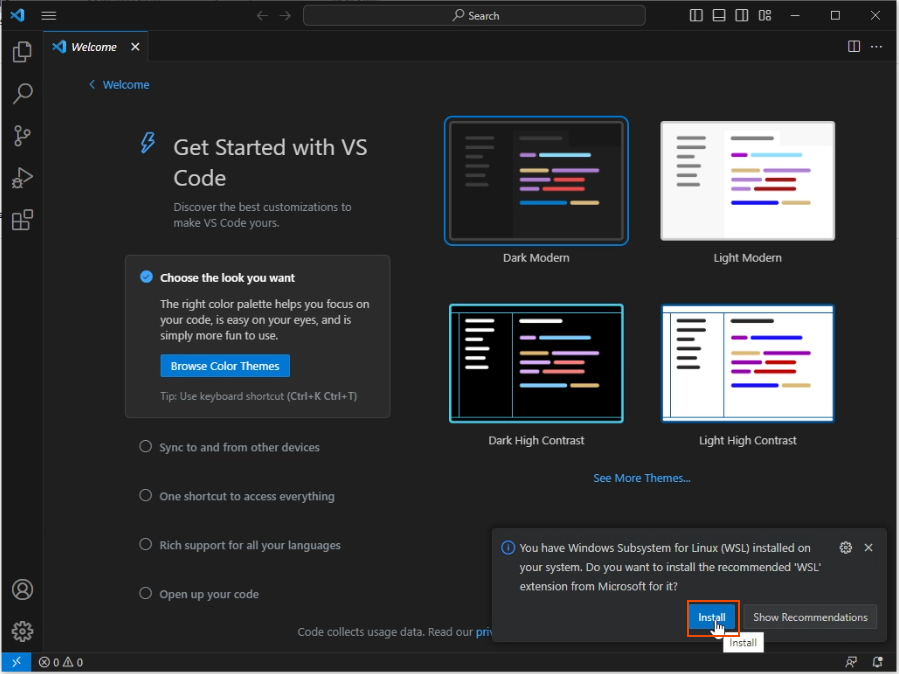 Search
Welcome
Welcome
Get Started with VS
Code
Discover the best customizations to
make VS Code yours.
Choose the look you want
The right color palette helps you focus on
your code, is easy on your eyes, and is
simply more fun to use.
Browse Color Themes
Tip: Use keyboard shortcut (Ctrl+K Ctrl+T)
Sync to and from other devices
One shortcut to access everything
Rich support for all your languages
Open up your code
Dark Modern
Light Modern
Dark High Contrast
Light High Contrast
See More Themes...
Code collects usage data. Read our priv
You have Windows Subsystem for Linux (WSL) installed on
your system. Do you want to install the recommended 'WSL'
extension from Microsoft for it?
Install
Show Recommendations
Install
0
0